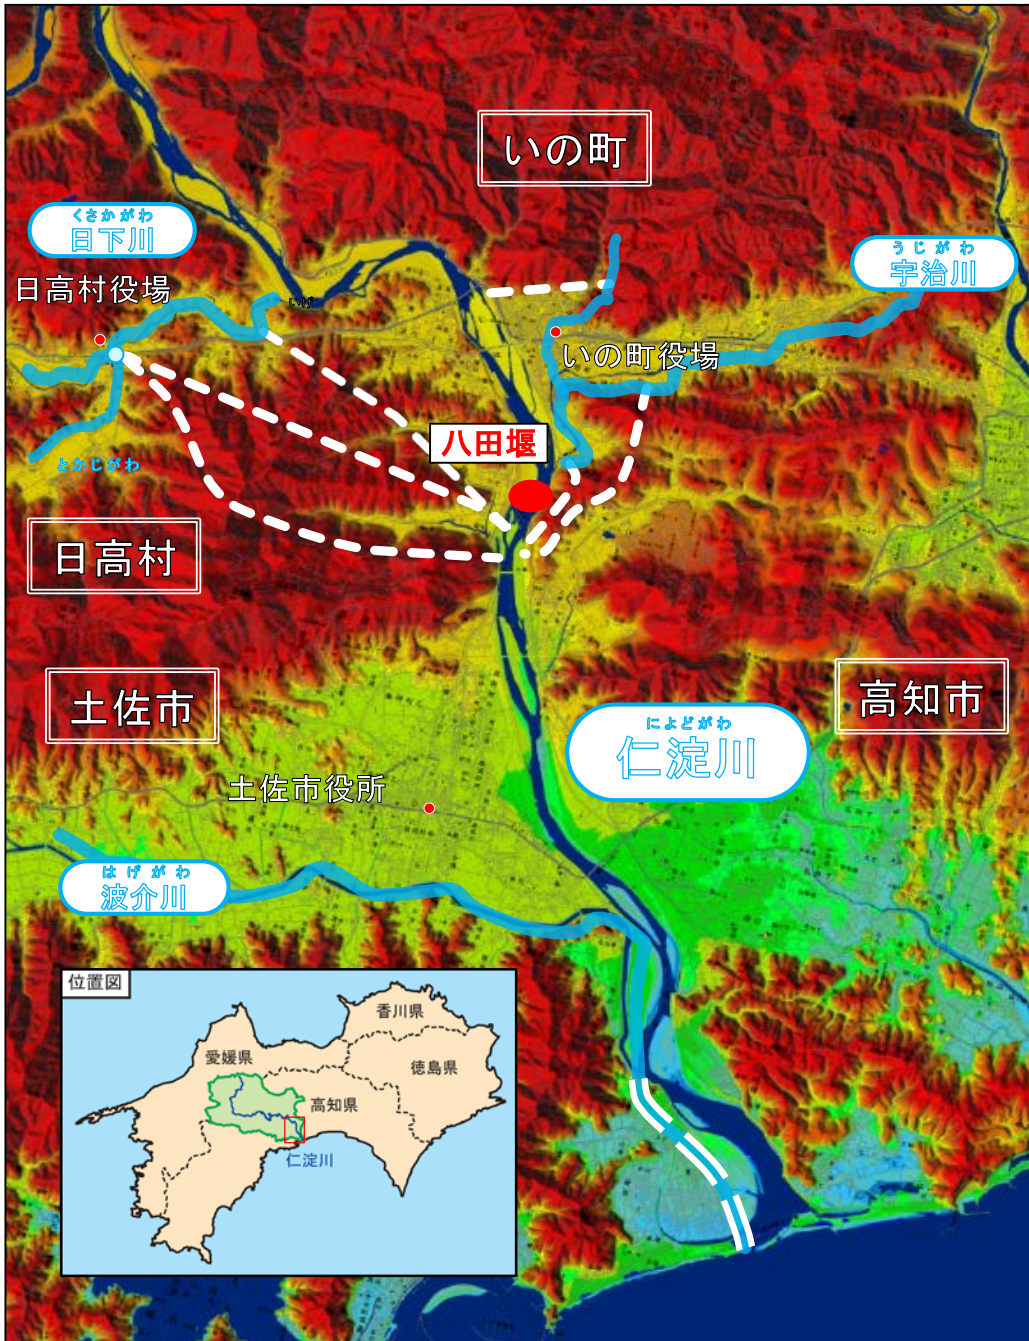 いの町
くさかがわ
日下川
うじがわ
宇治川
日高村役場
いの町役場
八田堰
とかじがわ
日高村
土佐市
高知市
によどがわ
仁淀川
土佐市役所
はげがわ
波介川
位置図
香川県
愛媛県
徳島県
高知県
仁淀川